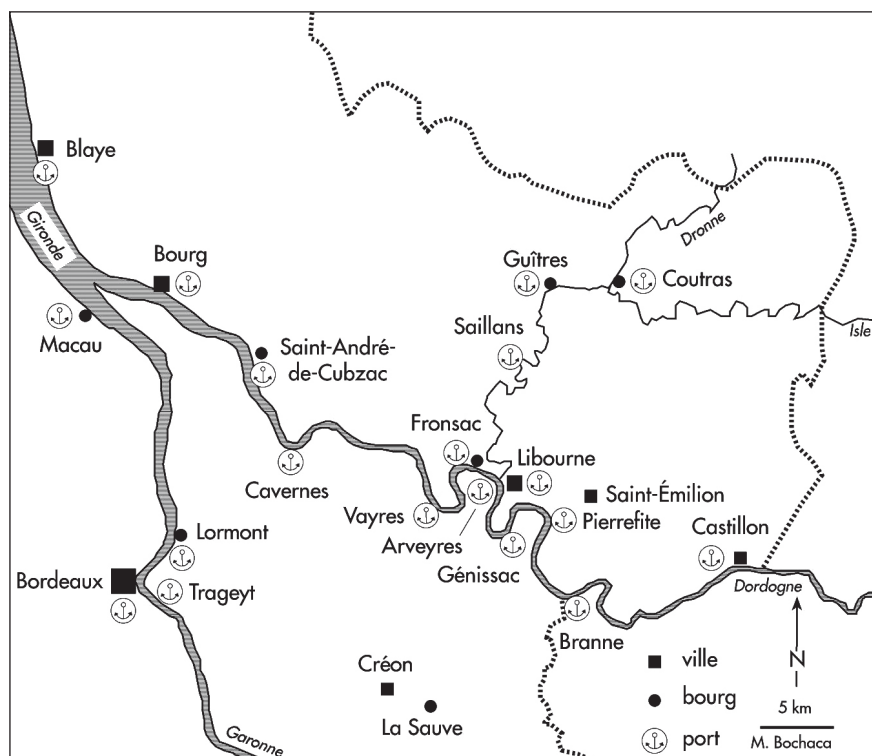 Blaye
Gironde
Bourg
Guîtres
Dronne
Coutras
Macau
Saint-André-
de-Cubzac
Saillans
Isle
Fronsac
Libourne
Cavernes
Vayres
Arveyres
Génissac
Saint-Émilion
Pierrefite
Castillon
Lormont
Bordeaux
Trageyt
Dordogne
Branne
Créon
La Sauve
Garonne
N
ville
bourg
port
5 km
M. Bochaca